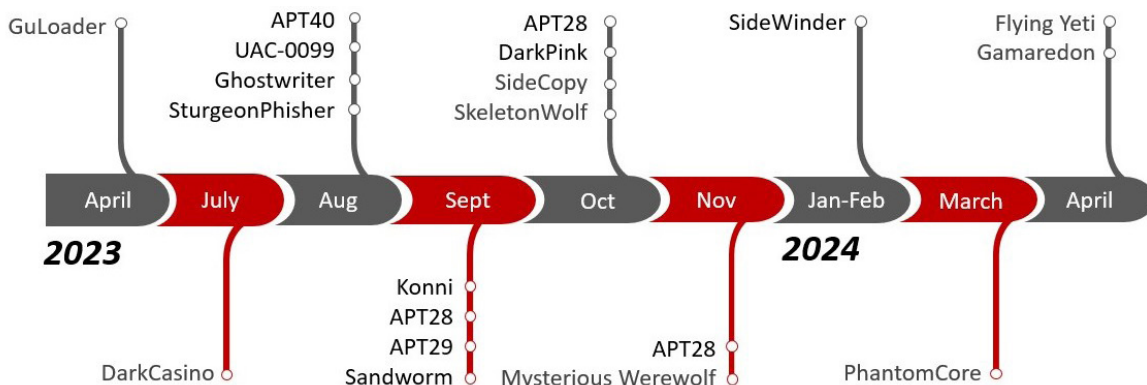 GuLoader
APT40
UAC-0099
Ghostwriter
SturgeonPhisher
APT28
DarkPink
SideCopy
SkeletonWolf
SideWinder
Flying Yeti
Gamaredon
April
July
Aug
Sept
Oct
Nov
Jan-Feb
March
April
2023
2024
DarkCasino
Konni
APT28
APT29
Sandworm
APT28
Mysterious Werewolf
PhantomCore